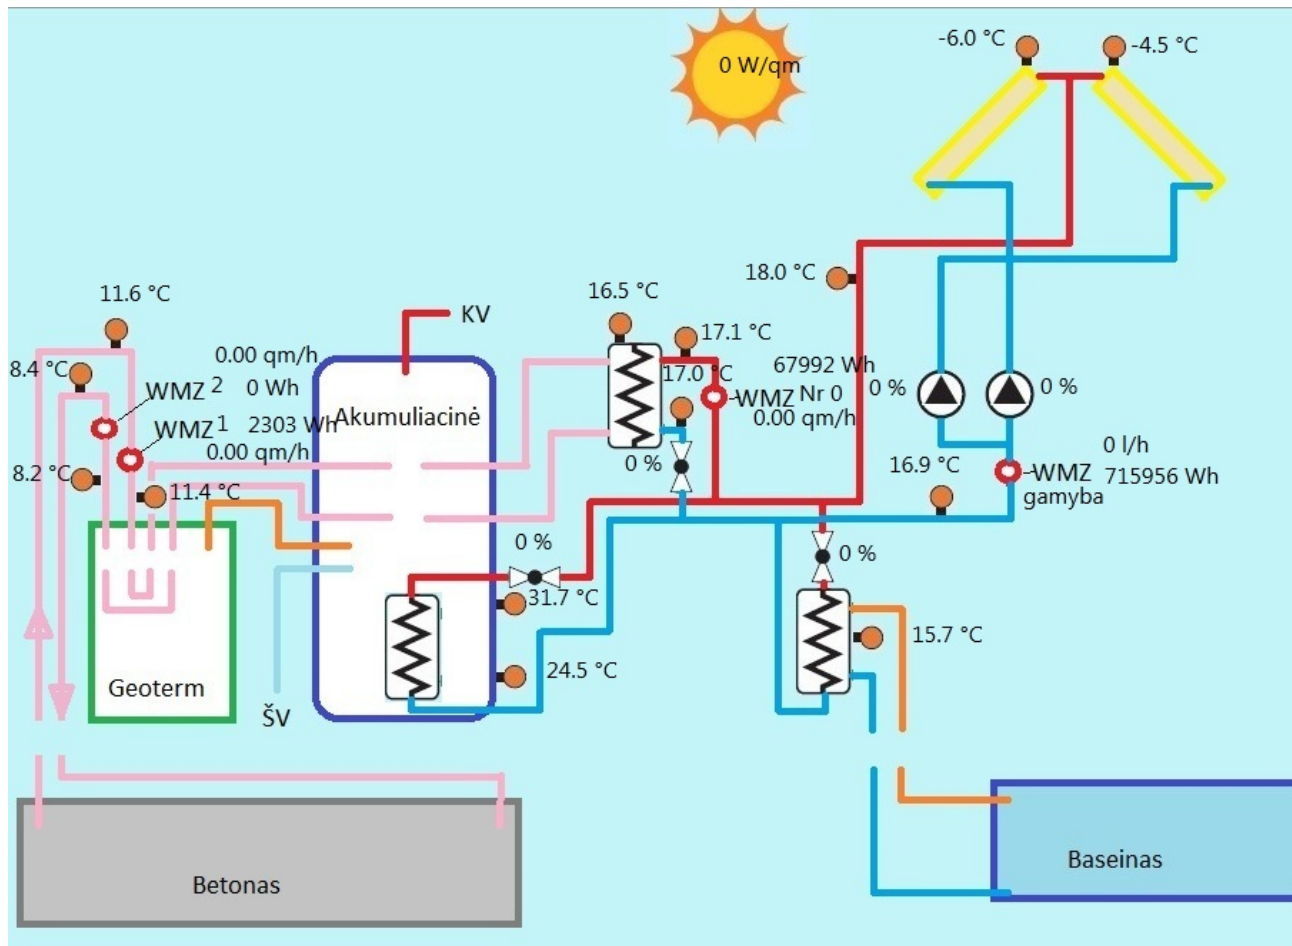 -6.0 °C
-4.5 °C
0 W/qm
18.0 °C
11.6 °C
16.5 °C
KV
17.1 °C
0.00 qm/h
8.4 °C
67992 Wh
17.0 °C
WMZ 2 0 Wh
WMZ Nr 0
0 %
0 %
Akumuliacinė
0.00 qm/h
WMZ 1 2303 Wh
0.00 qm/h
0 l/h
8.2 °C
0 %
16.9 °C
WMZ 715956 Wh
gamyba
11.4 °C
0 %
0 %
31.7 °C
15.7 °C
24.5 °C
Geoterm
ŠV
Baseinas
Betonas